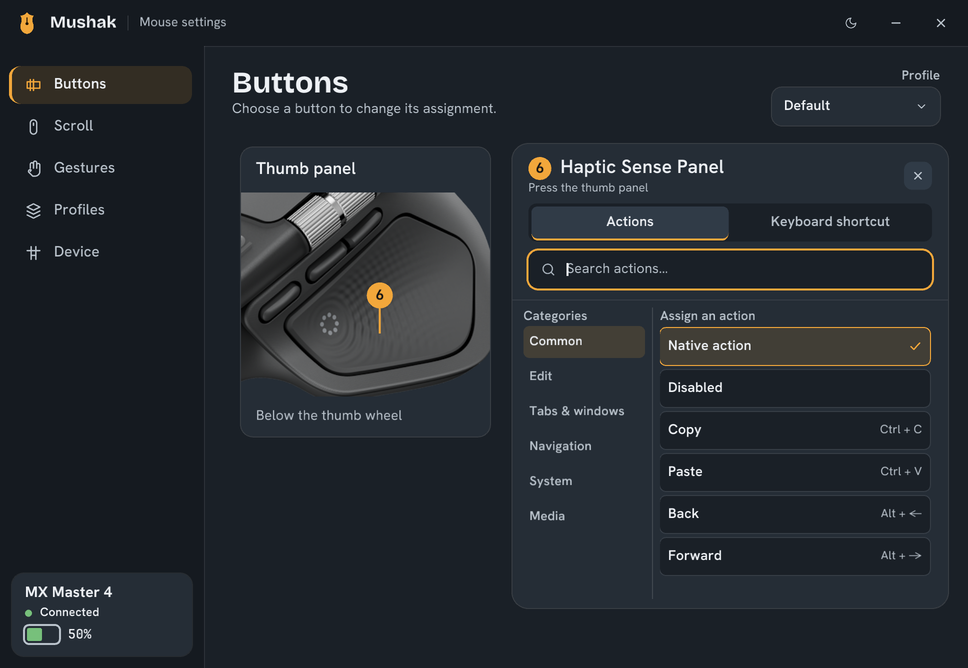 Mushak
Mouse settings
Buttons
Scroll
Gestures
Profiles
Device
MX Master 4
Connected
50%
Buttons
Choose a button to change its assignment.
Profile
Default
Thumb panel
6
Below the thumb wheel
6 Haptic Sense Panel
Press the thumb panel
Actions
Keyboard shortcut
Search actions...
Categories
Common
Edit
Tabs & windows
Navigation
System
Media
Assign an action
Native action
Disabled
Copy Ctrl + C
Paste Ctrl + V
Back Alt + ←
Forward Alt + →